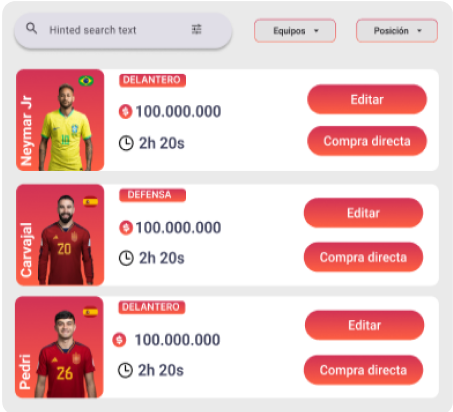 Hinted search text
Equipos
Posición
Neymar Jr
DELANTERO
$ 100.000.000
2h 20s
Editar
Compra directa
Carvajal
20
DEFENSA
$ 100.000.000
2h 20s
Editar
Compra directa
Pedri
26
DELANTERO
$ 100.000.000
2h 20s
Editar
Compra directa